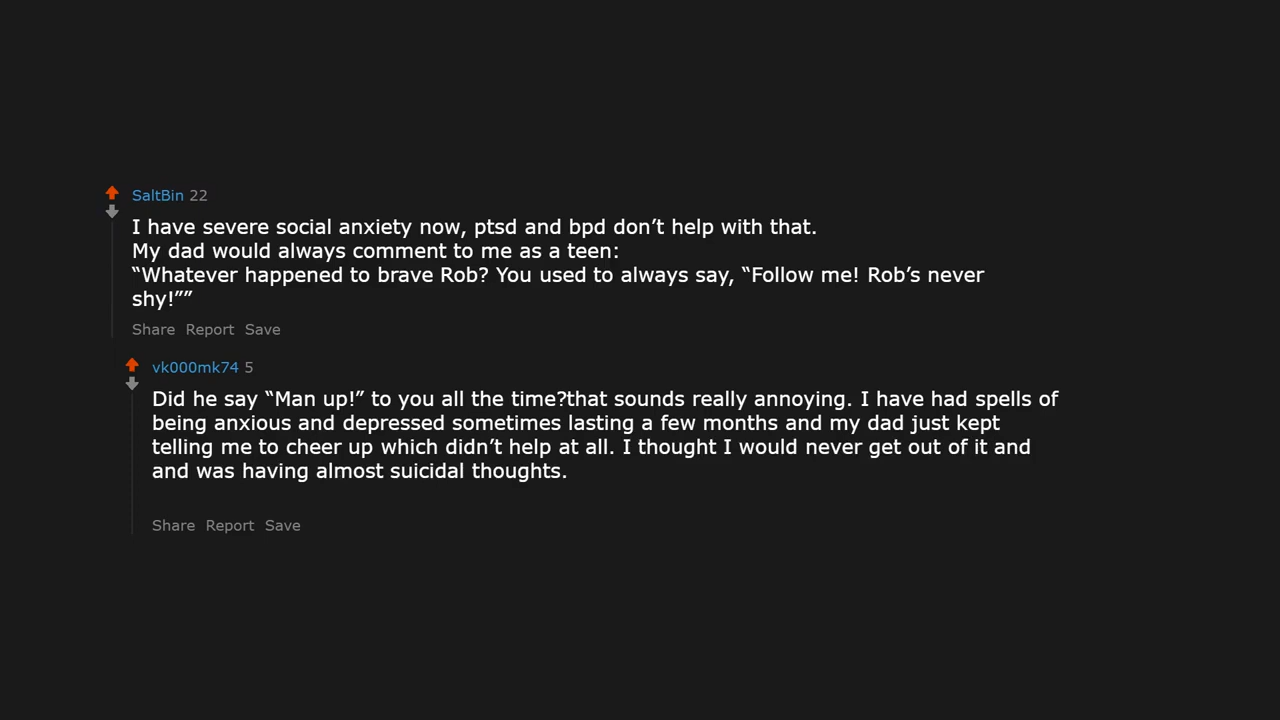 SaltBin 22
I have severe social anxiety now, ptsd and bpd don’t help with that.
My dad would always comment to me as a teen:
“Whatever happened to brave Rob? You used to always say, “Follow me! Rob’s never
shy!””
Share Report Save
vk000mk74 5
Did he say “Man up!” to you all the time?that sounds really annoying. I have had spells of
being anxious and depressed sometimes lasting a few months and my dad just kept
telling me to cheer up which didn’t help at all. I thought I would never get out of it and
and was having almost suicidal thoughts.
Share Report Save